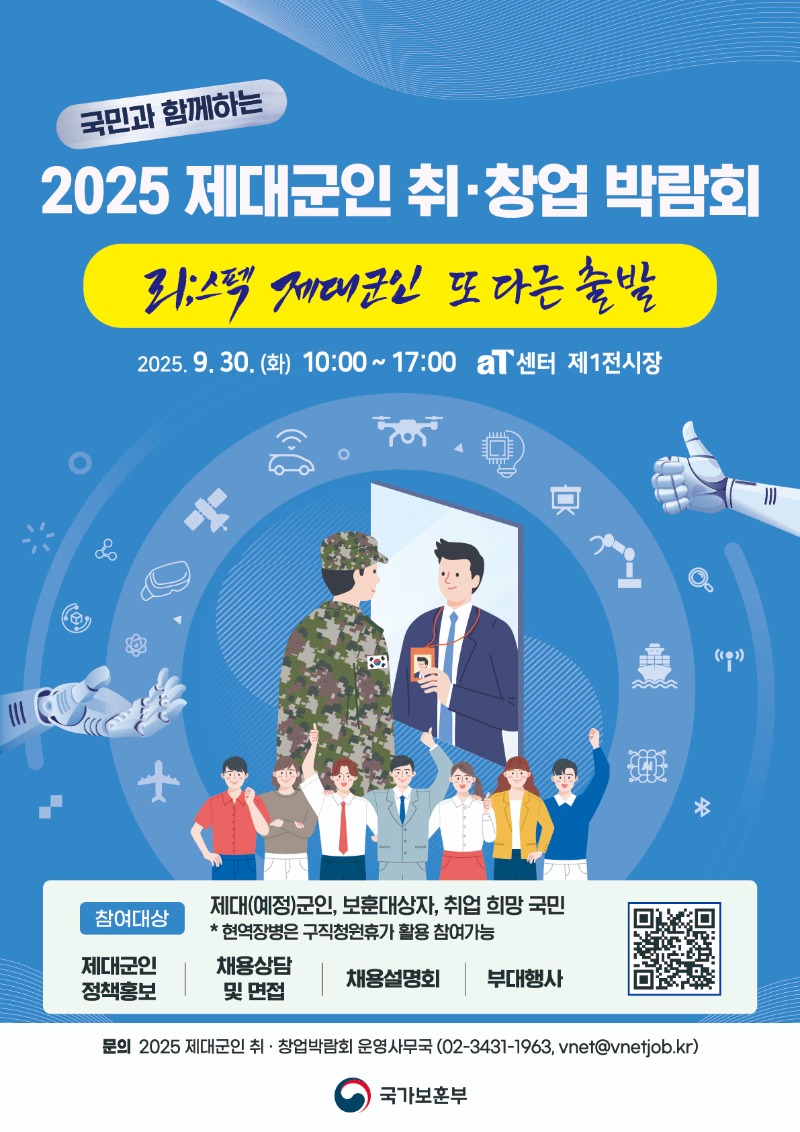 국민과 함께하는
2025 제대군인 취·창업 박람회
리;스펙 제대군인 또 다른 출발
2025. 9. 30. (화) 10:00 ~ 17:00 aT센터 제1전시장
AI
참여대상
제대(예정)군인, 보훈대상자, 취업 희망 국민
* 현역장병은 구직청원휴가 활용 참여가능
제대군인
정책홍보
채용상담
및 면접
채용설명회
부대행사
문의 2025 제대군인 취 · 창업박람회 운영사무국 (02-3431-1963, vnet@vnetjob.kr)
국가보훈부